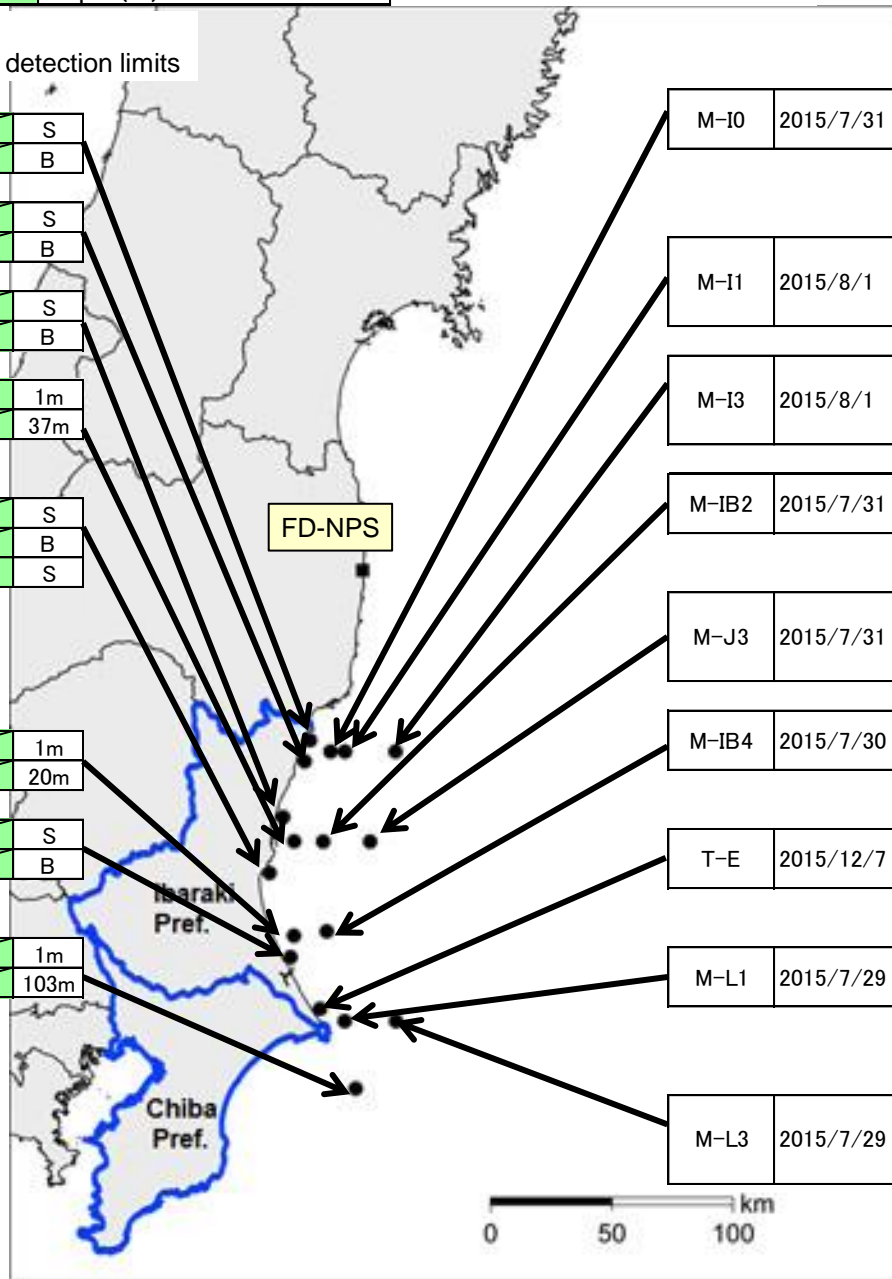 detection limits
S
B
S
B
S
B
1m
37m
S
B
S
1m
20m
S
B
1m
103m
FD-NPS
Ibaraki
Pref.
Chiba
Pref.
M-I0 2015/7/31
M-I1 2015/8/1
M-I3 2015/8/1
M-IB2 2015/7/31
M-J3 2015/7/31
M-IB4 2015/7/30
T-E 2015/12/7
M-L1 2015/7/29
M-L3 2015/7/29
km
0 50 100